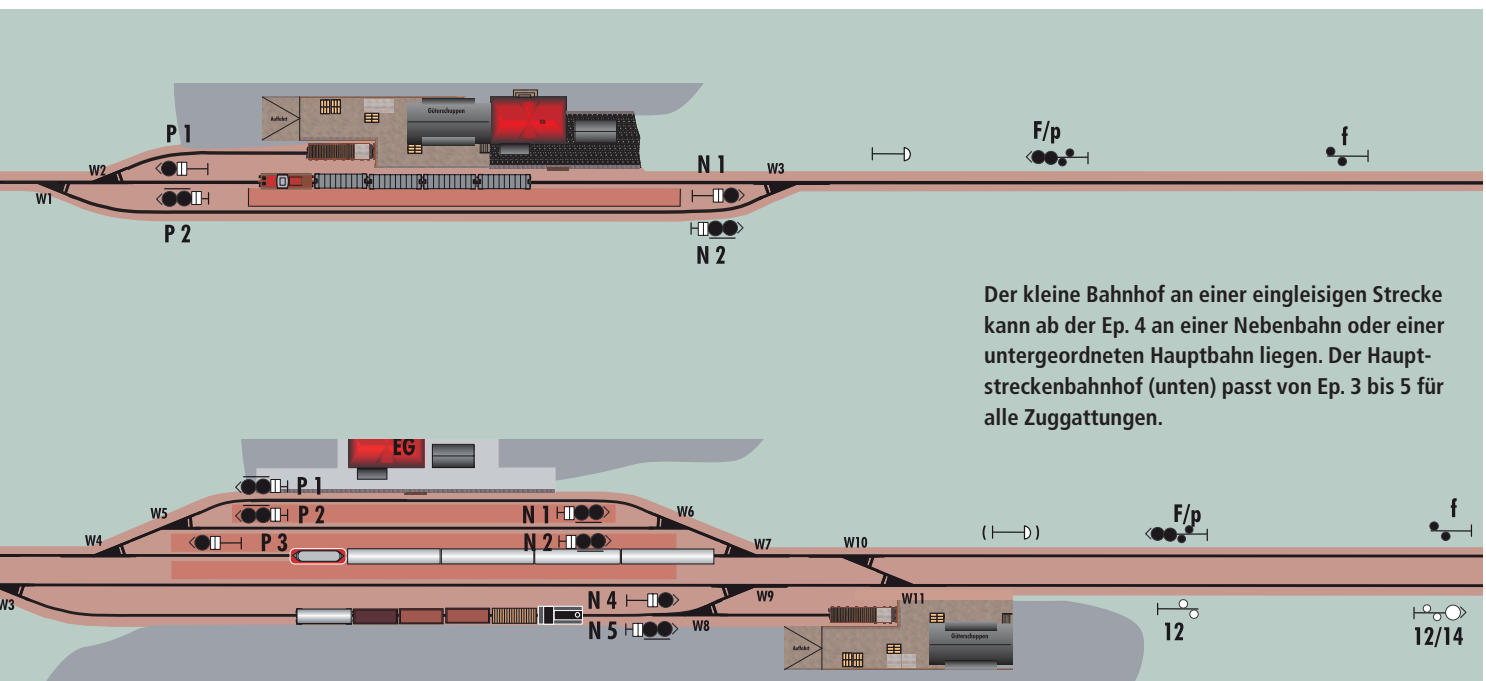 P 1
Auffahrt
Güterschuppen
EG
F/p
f
W2
N 1
W3
W1
P 2
N 2
Der kleine Bahnhof an einer eingleisigen Strecke
kann ab der Ep. 4 an einer Nebenbahn oder einer
untergeordneten Hauptbahn liegen. Der Haupt-
streckenbahnhof (unten) passt von Ep. 3 bis 5 für
alle Zuggattungen.
EG
P 1
W5
P 2
N 1
W6
F/p
f
W4
P 3
N 2
W7
W10
( )
W3
N 4
W9
W11
N 5
W8
Auffahrt
Güterschuppen
12
12/14